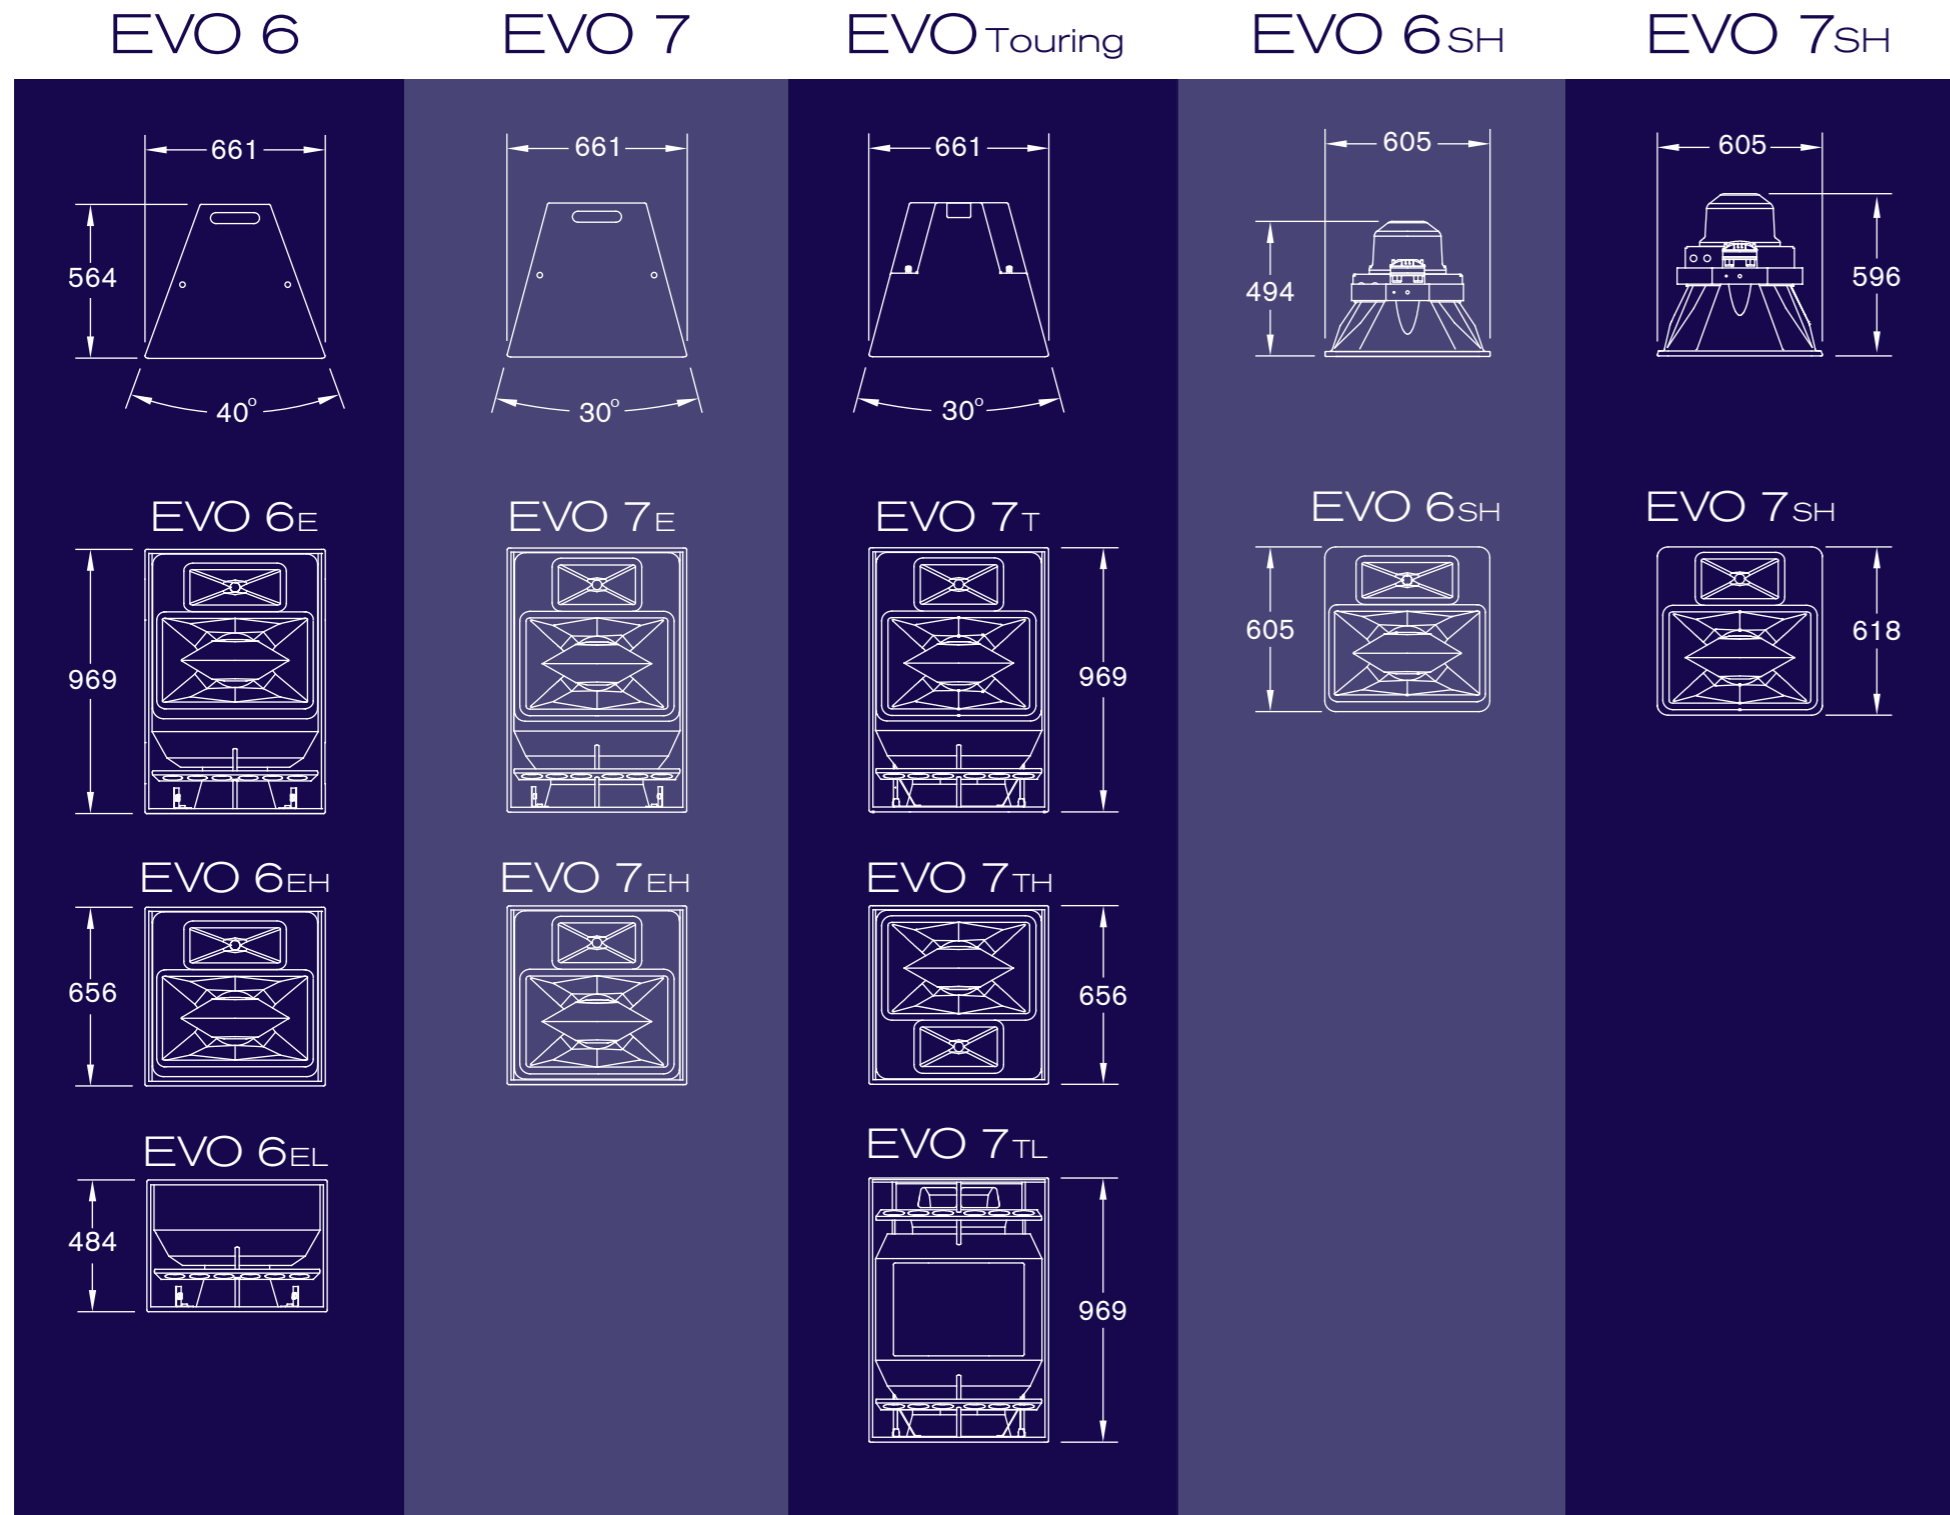 EVO 6
EVO 7
EVO Touring
EVO 6SH
EVO 7SH
661
564
40°
EVO 6E
969
EVO 6EH
656
EVO 6EL
484
661
30°
EVO 7E
EVO 7EH
661
30°
EVO 7T
969
EVO 7TH
656
EVO 7TL
969
605
494
EVO 6SH
605
605
596
EVO 7SH
618